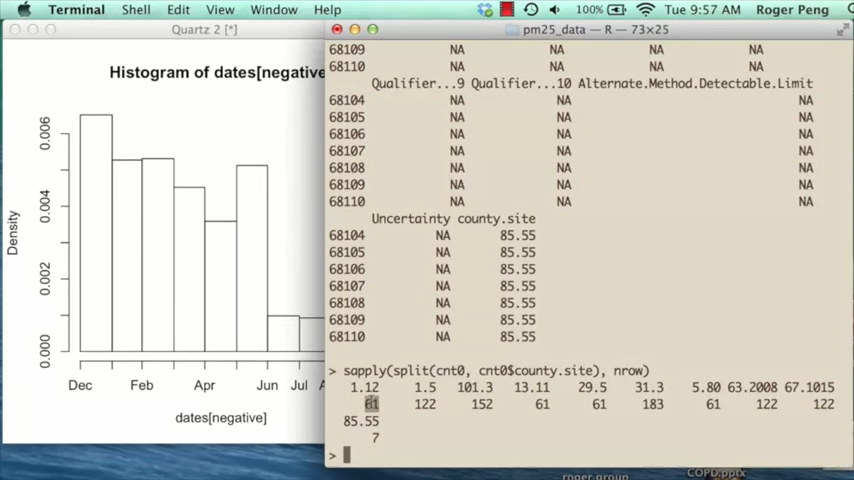 Terminal Shell Edit View Window Help 100% Tue 9:57 AM Roger Peng
Quartz 2 [*]
Histogram of dates[negative
0.006
0.004
0.002
0.000
Density
Dec Feb Apr Jun Jul A
dates[negative]
pm25_data — R — 73×25
68109 NA NA NA NA
68110 NA NA NA NA
Qualifier...9 Qualifier...10 Alternate.Method.Detectable.Limit
68104 NA NA NA
68105 NA NA NA
68106 NA NA NA
68107 NA NA NA
68108 NA NA NA
68109 NA NA NA
68110 NA NA NA
Uncertainty county.site
68104 NA 85.55
68105 NA 85.55
68106 NA 85.55
68107 NA 85.55
68108 NA 85.55
68109 NA 85.55
68110 NA 85.55
> sapply(split(cnt0, cnt0$county.site), nrow)
1.12 1.5 101.3 13.11 29.5 31.3 5.80 63.2008 67.1015
61 122 152 61 61 183 61 122 122
85.55
7
>
roger.group
COPD.pptx